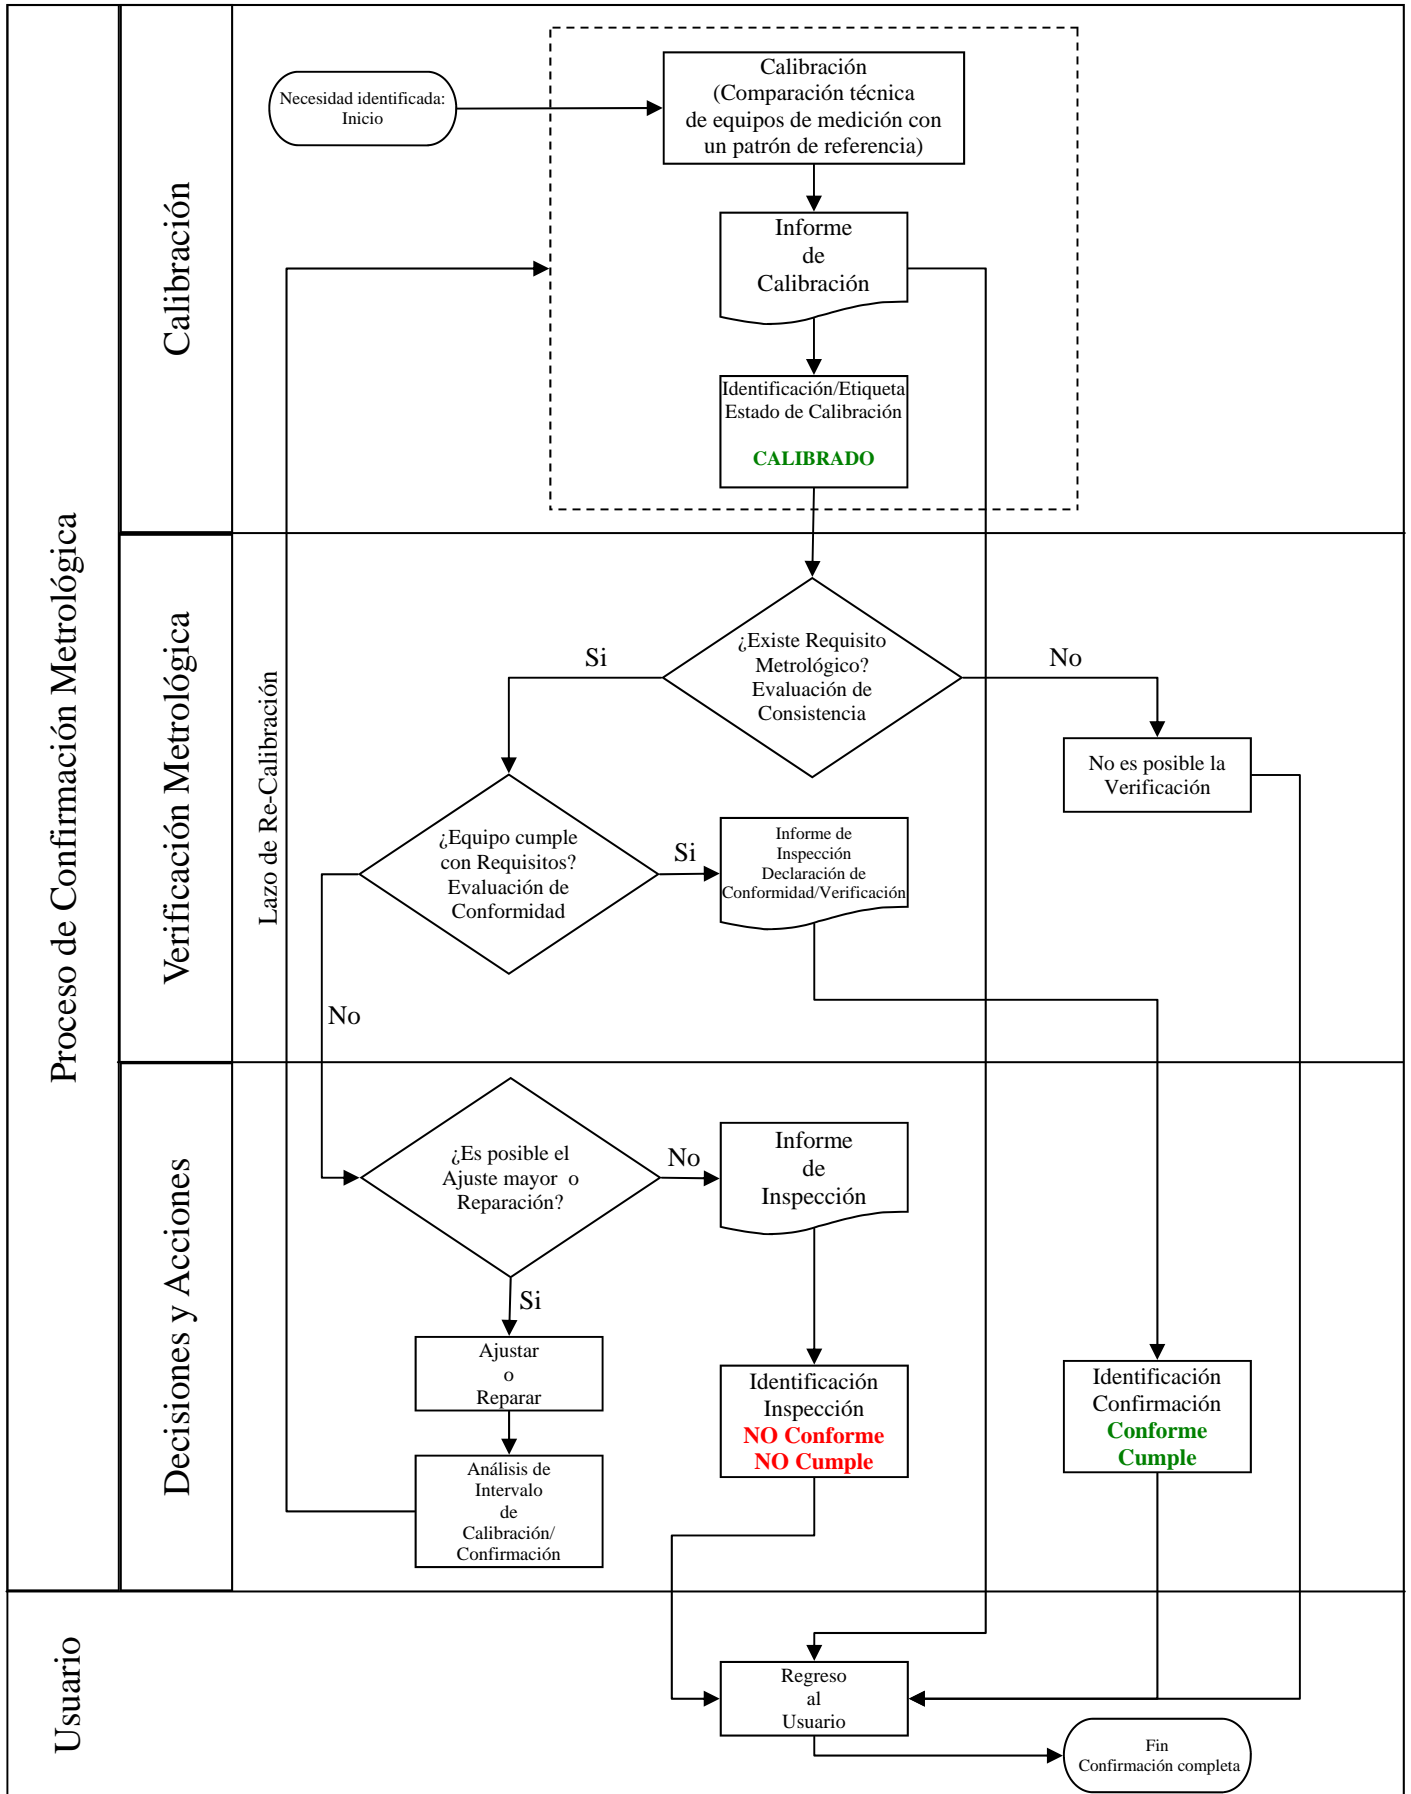 Proceso de Confirmación Metrológica
Calibración
Necesidad identificada:
Inicio
Calibración
(Comparación técnica
de equipos de medición con
un patrón de referencia)
Informe
de
Calibración
Identificación/Etiqueta
Estado de Calibración
CALIBRADO
Verificación Metrológica
Lazo de Re-Calibración
¿Existe Requisito
Metrológico?
Evaluación de
Consistencia
Si
No
No es posible la
Verificación
¿Equipo cumple
con Requisitos?
Evaluación de
Conformidad
Si
Informe de
Inspección
Declaración de
Conformidad/Verificación
No
Decisiones y Acciones
¿Es posible el
Ajuste mayor o
Reparación?
No
Informe
de
Inspección
Si
Ajustar
o
Reparar
Identificación
Inspección
NO Conforme
NO Cumple
Identificación
Confirmación
Conforme
Cumple
Análisis de
Intervalo
de
Calibración/
Confirmación
Usuario
Regreso
al
Usuario
Fin
Confirmación completa